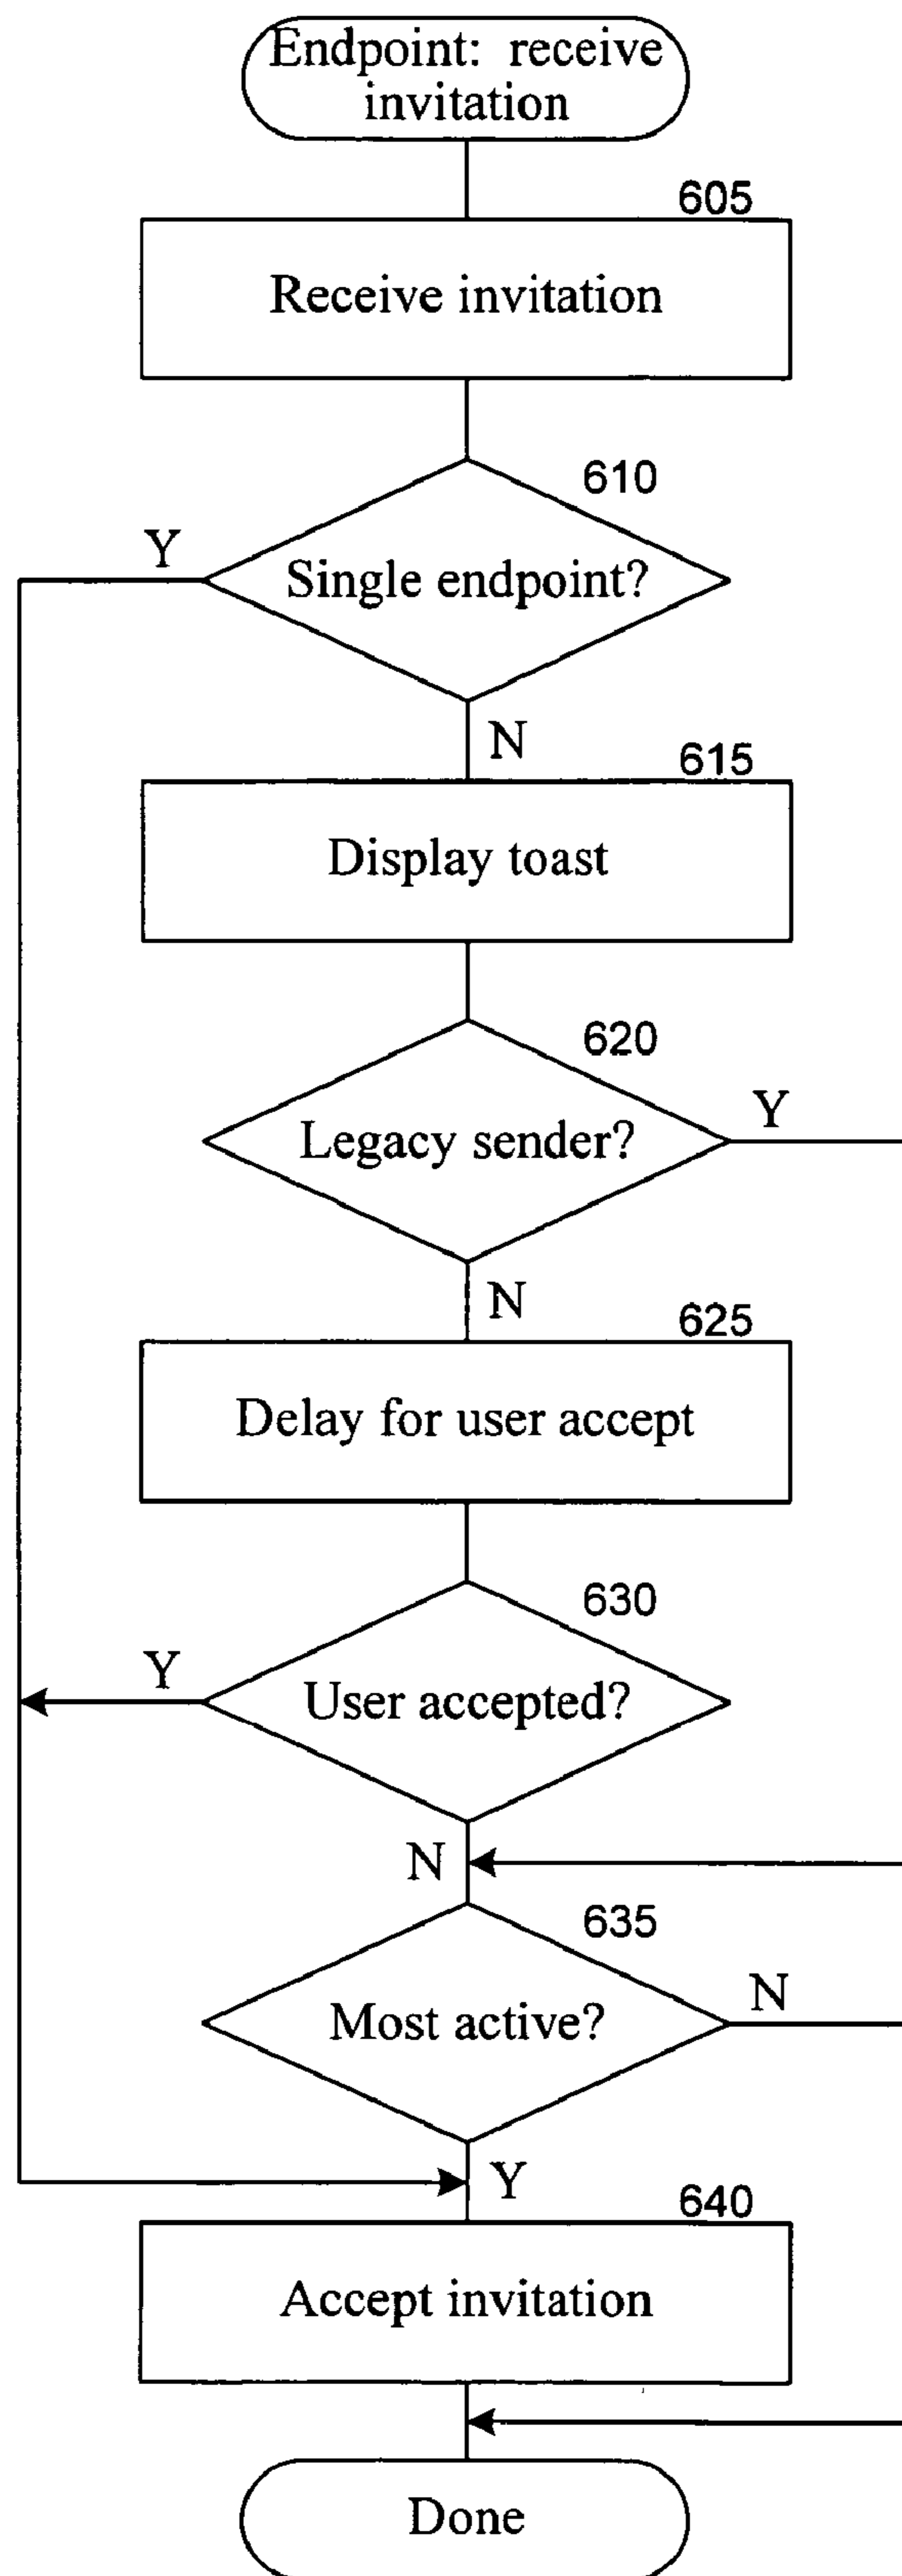 Endpoint: receive
invitation
605
Receive invitation
610
Y
Single endpoint?
N
615
Display toast
620
Y
Legacy sender?
N
625
Delay for user accept
630
Y
User accepted?
N
635
N
Most active?
Y
640
Accept invitation
Done